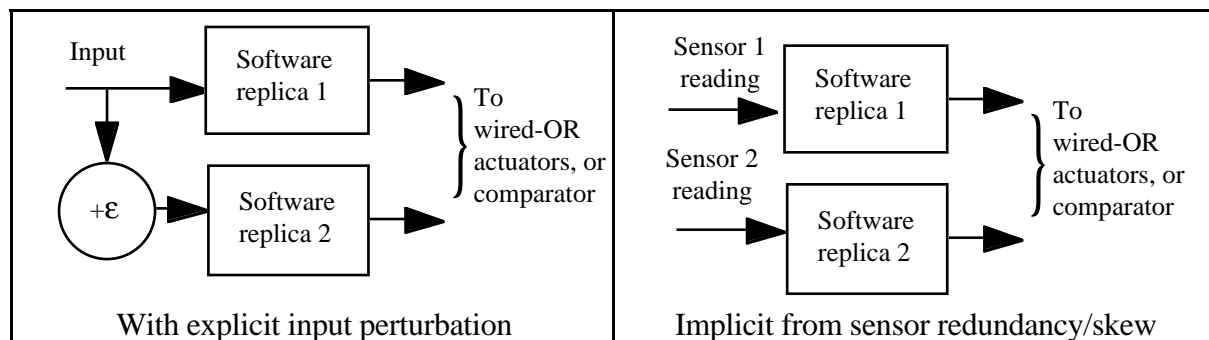 Input
Software
replica 1
+ε
Software
replica 2
To
wired-OR
actuators, or
comparator
With explicit input perturbation
Sensor 1
reading
Software
replica 1
Sensor 2
reading
Software
replica 2
To
wired-OR
actuators, or
comparator
Implicit from sensor redundancy/skew